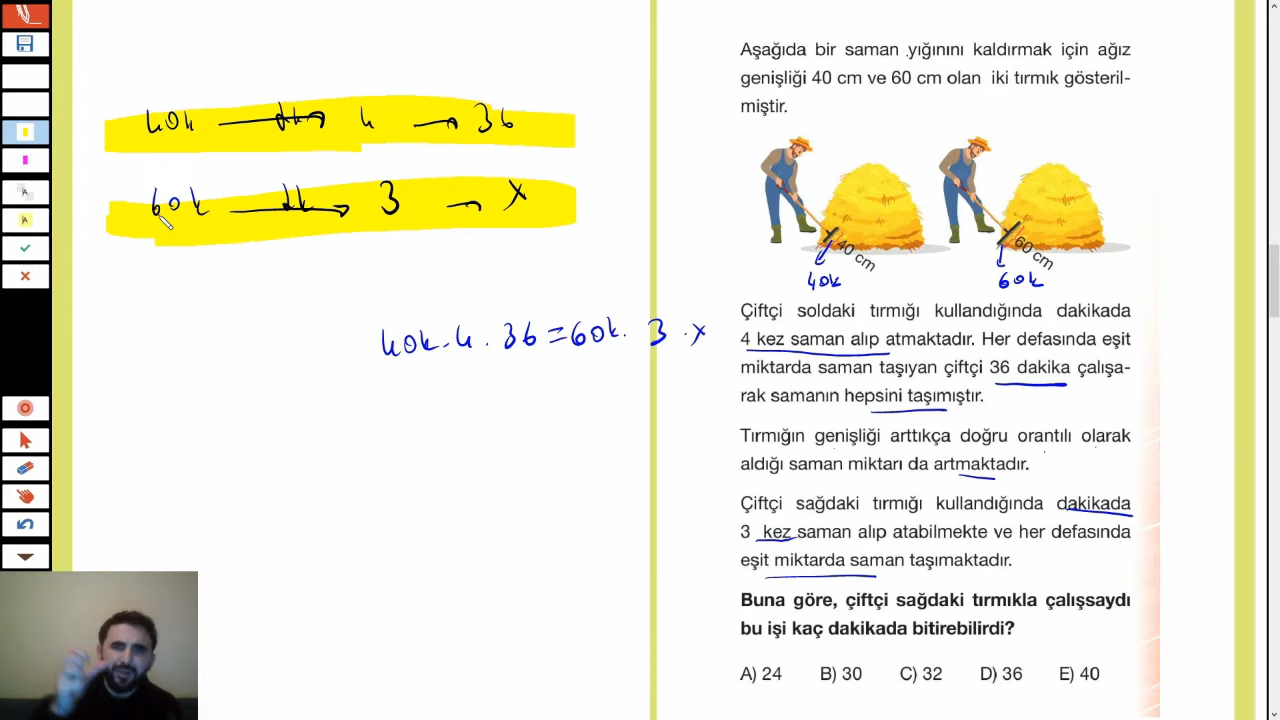 40k → dk 4 → 36
60k → dk 3 → x
40k . 4 . 36 = 60k . 3 . x
Aşağıda bir saman yığınını kaldırmak için ağız
genişliği 40 cm ve 60 cm olan iki tırmık gösteril-
miştir.
40 cm
60 cm
40k
60k
Çiftçi soldaki tırmığı kullandığında dakikada
4 kez saman alıp atmaktadır. Her defasında eşit
miktarda saman taşıyan çiftçi 36 dakika çalışa-
rak samanın hepsini taşımıştır.
Tırmığın genişliği arttıkça doğru orantılı olarak
aldığı saman miktarı da artmaktadır.
Çiftçi sağdaki tırmığı kullandığında dakikada
3 kez saman alıp atabilmekte ve her defasında
eşit miktarda saman taşımaktadır.
Buna göre, çiftçi sağdaki tırmıkla çalışsaydı
bu işi kaç dakikada bitirebilirdi?
A) 24 B) 30 C) 32 D) 36 E) 40